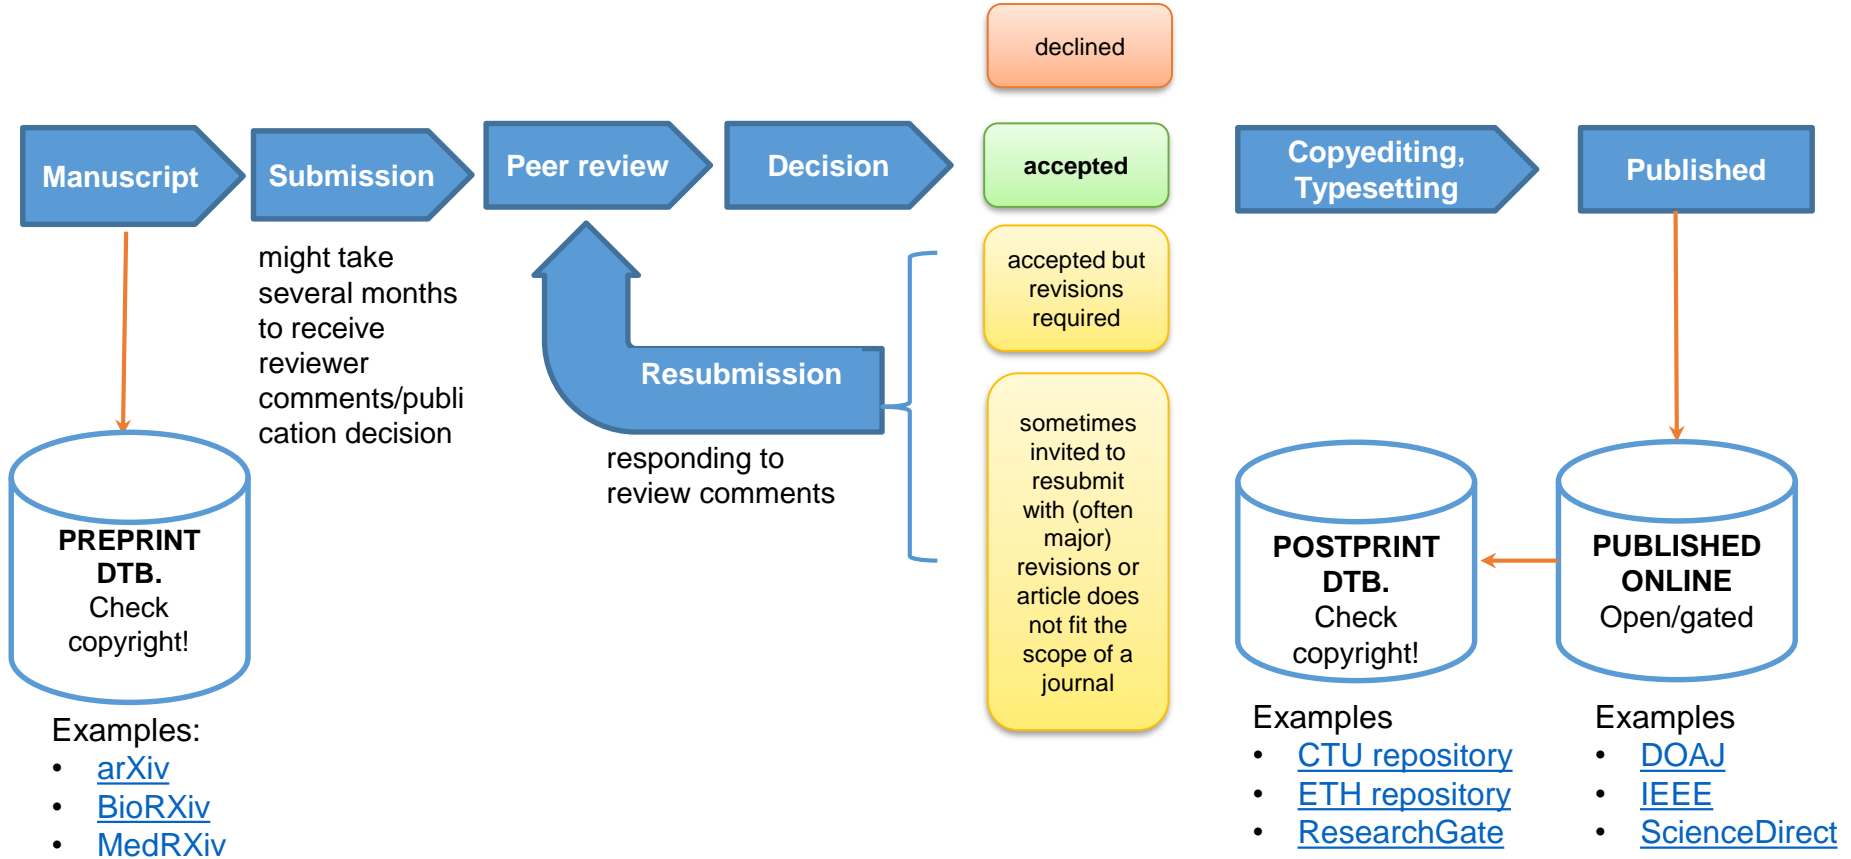 declined
Manuscript
Submission
Peer review
Decision
accepted
Copyediting,
Typesetting
Published
might take
several months
to receive
reviewer
comments/publi
cation decision
accepted but
revisions
required
Resubmission
responding to
review comments
sometimes
invited to
resubmit
with (often
major)
revisions or
article does
not fit the
scope of a
journal
PREPRINT
DTB.
Check
copyright!
POSTPRINT
DTB.
Check
copyright!
PUBLISHED
ONLINE
Open/gated
Examples:
• arXiv
• BioRXiv
• MedRXiv
Examples
• CTU repository
• ETH repository
• ResearchGate
Examples
• DOAJ
• IEEE
• ScienceDirect